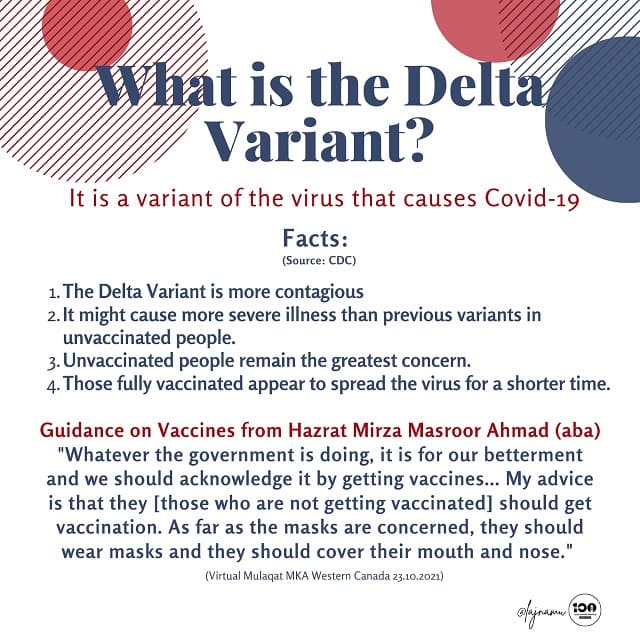 What is the Delta
Variant?
It is a variant of the virus that causes Covid-19
Facts:
(Source: CDC)
1. The Delta Variant is more contagious
2. It might cause more severe illness than previous variants in
unvaccinated people.
3. Unvaccinated people remain the greatest concern.
4. Those fully vaccinated appear to spread the virus for a shorter time.
Guidance on Vaccines from Hazrat Mirza Masroor Ahmad (aba)
"Whatever the government is doing, it is for our betterment
and we should acknowledge it by getting vaccines... My advice
is that they [those who are not getting vaccinated] should get
vaccination. As far as the masks are concerned, they should
wear masks and they should cover their mouth and nose."
(Virtual Mulaqat MKA Western Canada 23.10.2021)
@lajnamu
100